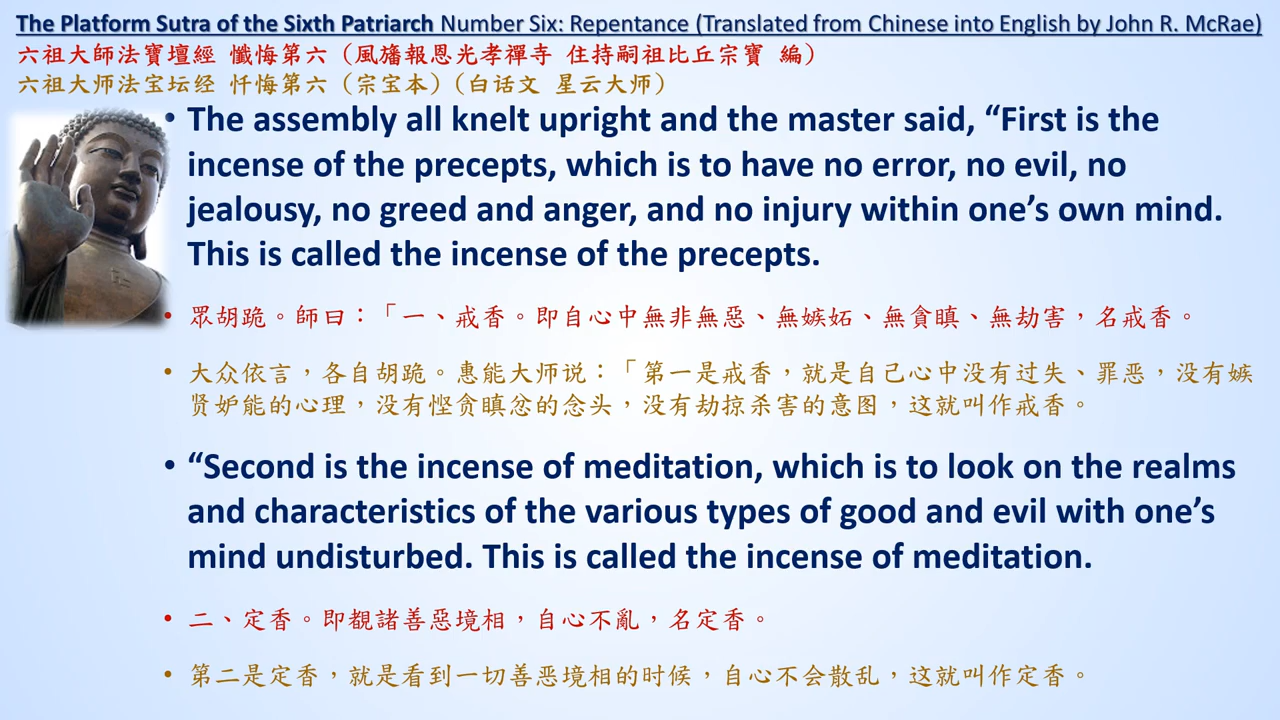 The Platform Sutra of the Sixth Patriarch Number Six: Repentance (Translated from Chinese into English by John R. McRae)
六祖大師法寶壇經 懺悔第六（風旛報恩光孝禪寺 住持嗣祖比丘宗寶 編）
六祖大师法宝坛经 忏悔第六（宗宝本）（白话文 星云大师）
• The assembly all knelt upright and the master said, “First is the
incense of the precepts, which is to have no error, no evil, no
jealousy, no greed and anger, and no injury within one’s own mind.
This is called the incense of the precepts.
• 眾胡跪。師曰：「一、戒香。即自心中無非無惡、無嫉妬、無貪瞋、無劫害，名戒香。
• 大众依言，各自胡跪。惠能大师说：「第一是戒香，就是自己心中没有过失、罪恶，没有嫉
贤妒能的心理，没有悭贪瞋忿的念头，没有劫掠杀害的意图，这就叫作戒香。
• “Second is the incense of meditation, which is to look on the realms
and characteristics of the various types of good and evil with one’s
mind undisturbed. This is called the incense of meditation.
• 二、定香。即覩諸善惡境相，自心不亂，名定香。
• 第二是定香，就是看到一切善恶境相的时候，自心不会散乱，这就叫作定香。